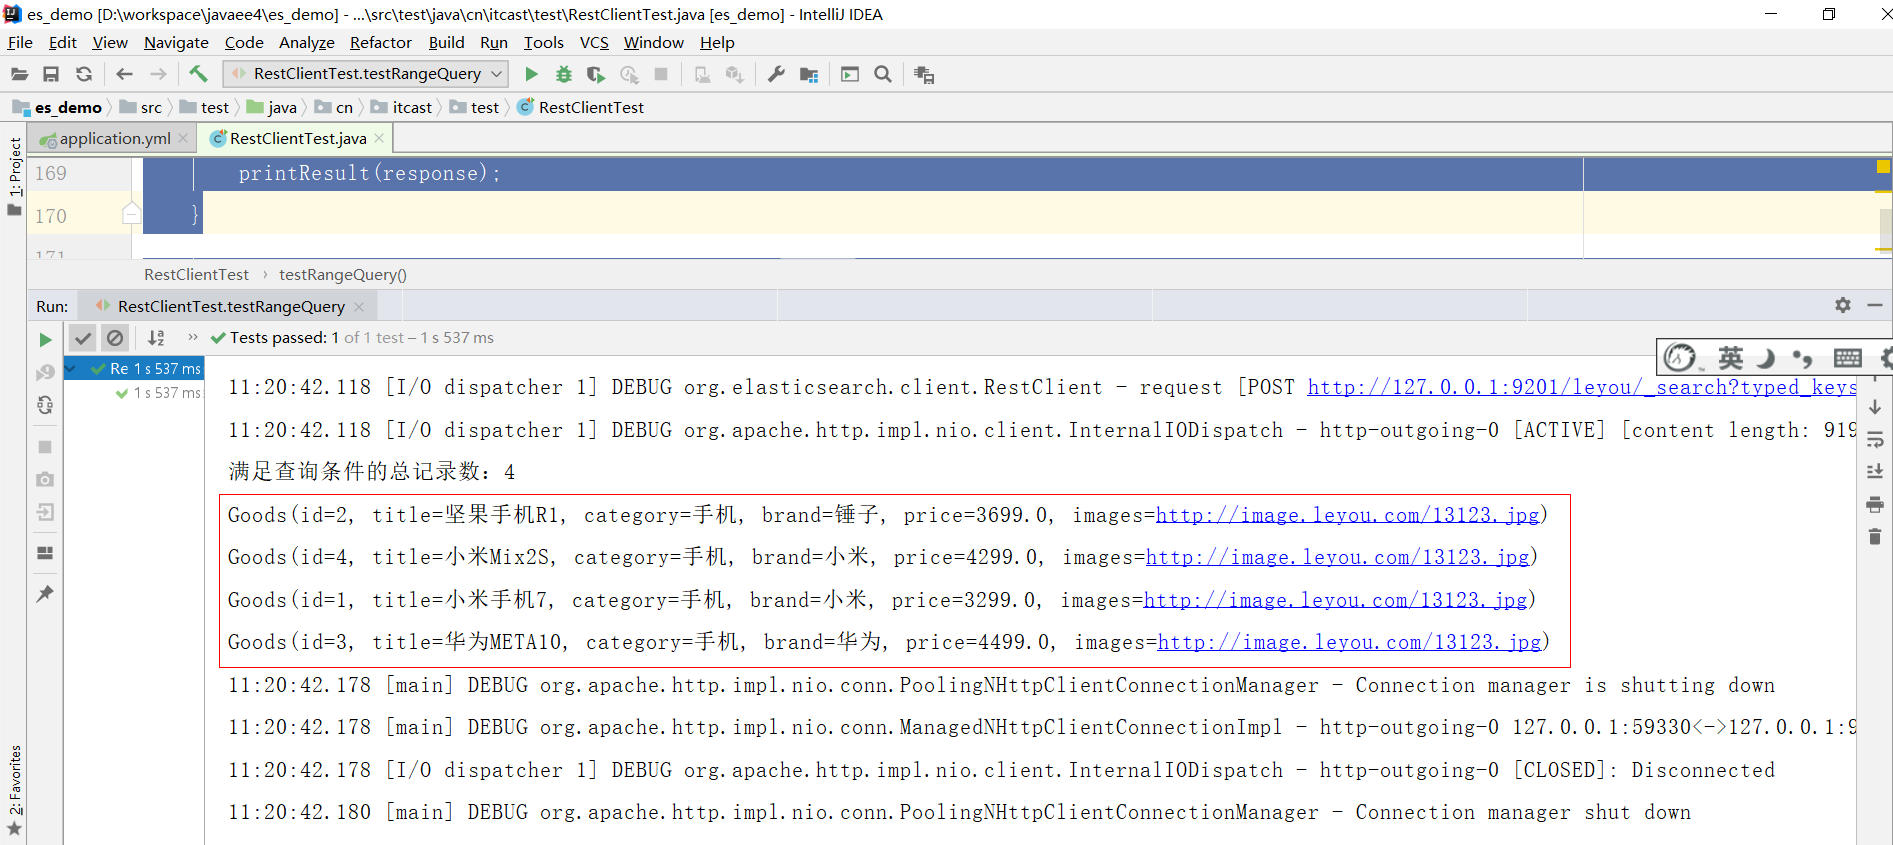 es_demo [D:\workspace\javaee4\es_demo] - ...\src\test\java\cn\itcast\test\RestClientTest.java [es_demo] - IntelliJ IDEA
File Edit View Navigate Code Analyze Refactor Build Run Tools VCS Window Help
RestClientTest.testRangeQuery
es_demo src test java cn itcast test RestClientTest
application.yml RestClientTest.java
1: Project
169 printResult(response);
170 }
171
RestClientTest › testRangeQuery()
Run: RestClientTest.testRangeQuery
Tests passed: 1 of 1 test – 1 s 537 ms
英
Re 1 s 537 ms
1 s 537 ms
11:20:42.118 [I/O dispatcher 1] DEBUG org.elasticsearch.client.RestClient - request [POST http://127.0.0.1:9201/leyou/_search?typed_keys
11:20:42.118 [I/O dispatcher 1] DEBUG org.apache.http.impl.nio.client.InternalIODispatch - http-outgoing-0 [ACTIVE] [content length: 919
满足查询条件的总记录数：4
Goods(id=2, title=坚果手机R1, category=手机, brand=锤子, price=3699.0, images=http://image.leyou.com/13123.jpg)
Goods(id=4, title=小米Mix2S, category=手机, brand=小米, price=4299.0, images=http://image.leyou.com/13123.jpg)
Goods(id=1, title=小米手机7, category=手机, brand=小米, price=3299.0, images=http://image.leyou.com/13123.jpg)
Goods(id=3, title=华为META10, category=手机, brand=华为, price=4499.0, images=http://image.leyou.com/13123.jpg)
11:20:42.178 [main] DEBUG org.apache.http.impl.nio.conn.PoolingNHttpClientConnectionManager - Connection manager is shutting down
11:20:42.178 [main] DEBUG org.apache.http.impl.nio.conn.ManagedNHttpClientConnectionImpl - http-outgoing-0 127.0.0.1:59330<->127.0.0.1:9
11:20:42.178 [I/O dispatcher 1] DEBUG org.apache.http.impl.nio.client.InternalIODispatch - http-outgoing-0 [CLOSED]: Disconnected
11:20:42.180 [main] DEBUG org.apache.http.impl.nio.conn.PoolingNHttpClientConnectionManager - Connection manager shut down
2: Favorites